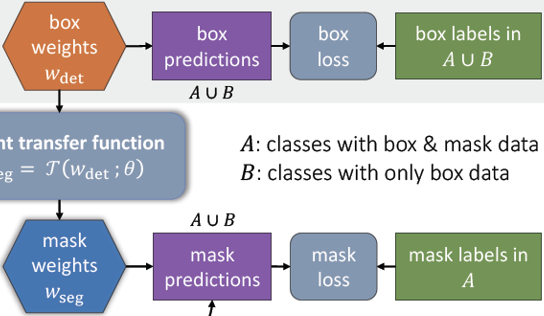 box
weights
w_det
box
predictions
A ∪ B
box
loss
box labels in
A ∪ B
transfer function
= 𝒯(w_det ; θ)
A: classes with box & mask data
B: classes with only box data
A ∪ B
mask
weights
w_seg
mask
predictions
mask
loss
mask labels in
A